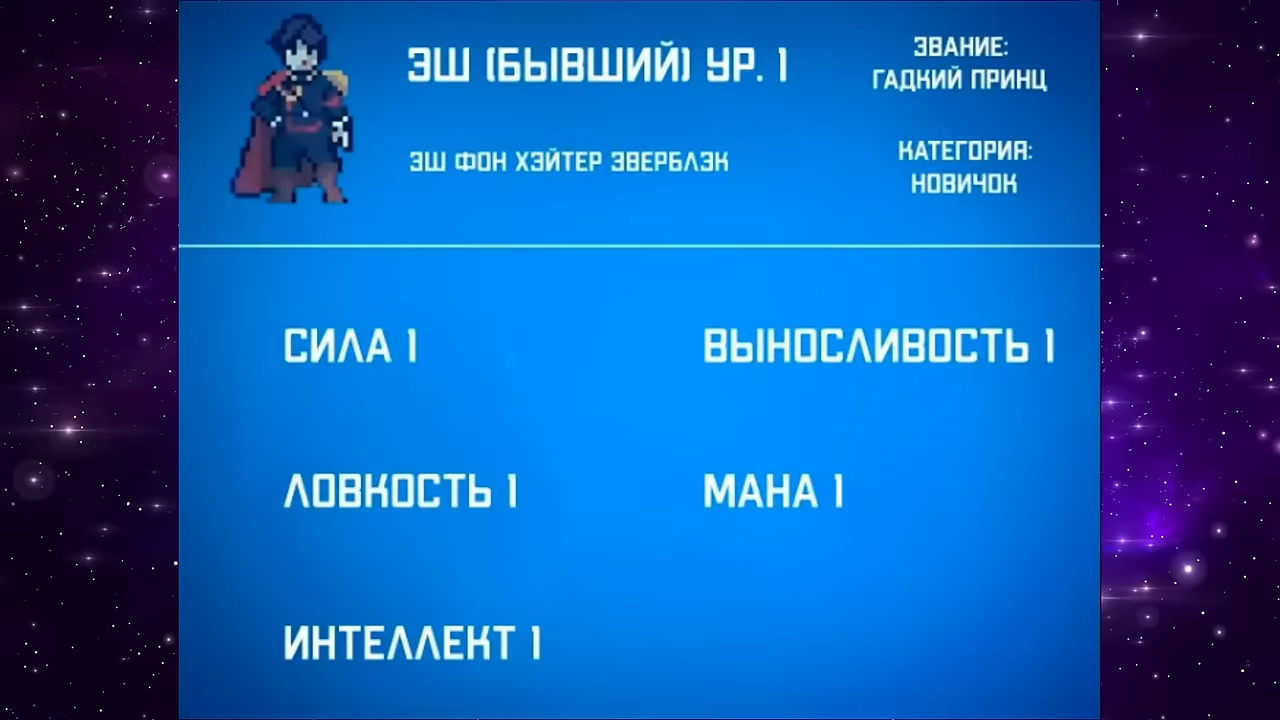 ЭШ (БЫВШИЙ) УР. 1
ЭШ ФОН ХЭЙТЕР ЭВЕРБЛЭК
ЗВАНИЕ:
ГАДКИЙ ПРИНЦ
КАТЕГОРИЯ:
НОВИЧОК
СИЛА 1
ВЫНОСЛИВОСТЬ 1
ЛОВКОСТЬ 1
МАНА 1
ИНТЕЛЛЕКТ 1